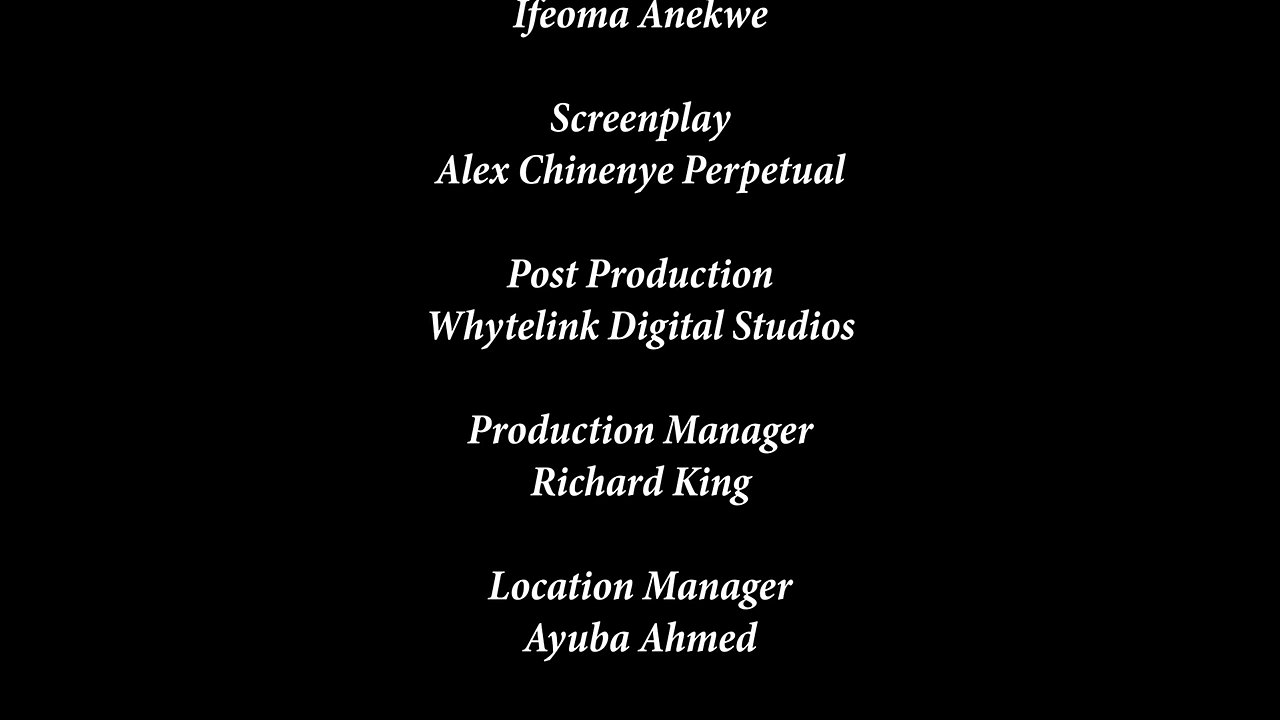 Ifeoma Anekwe
Screenplay
Alex Chinenye Perpetual
Post Production
Whytelink Digital Studios
Production Manager
Richard King
Location Manager
Ayuba Ahmed